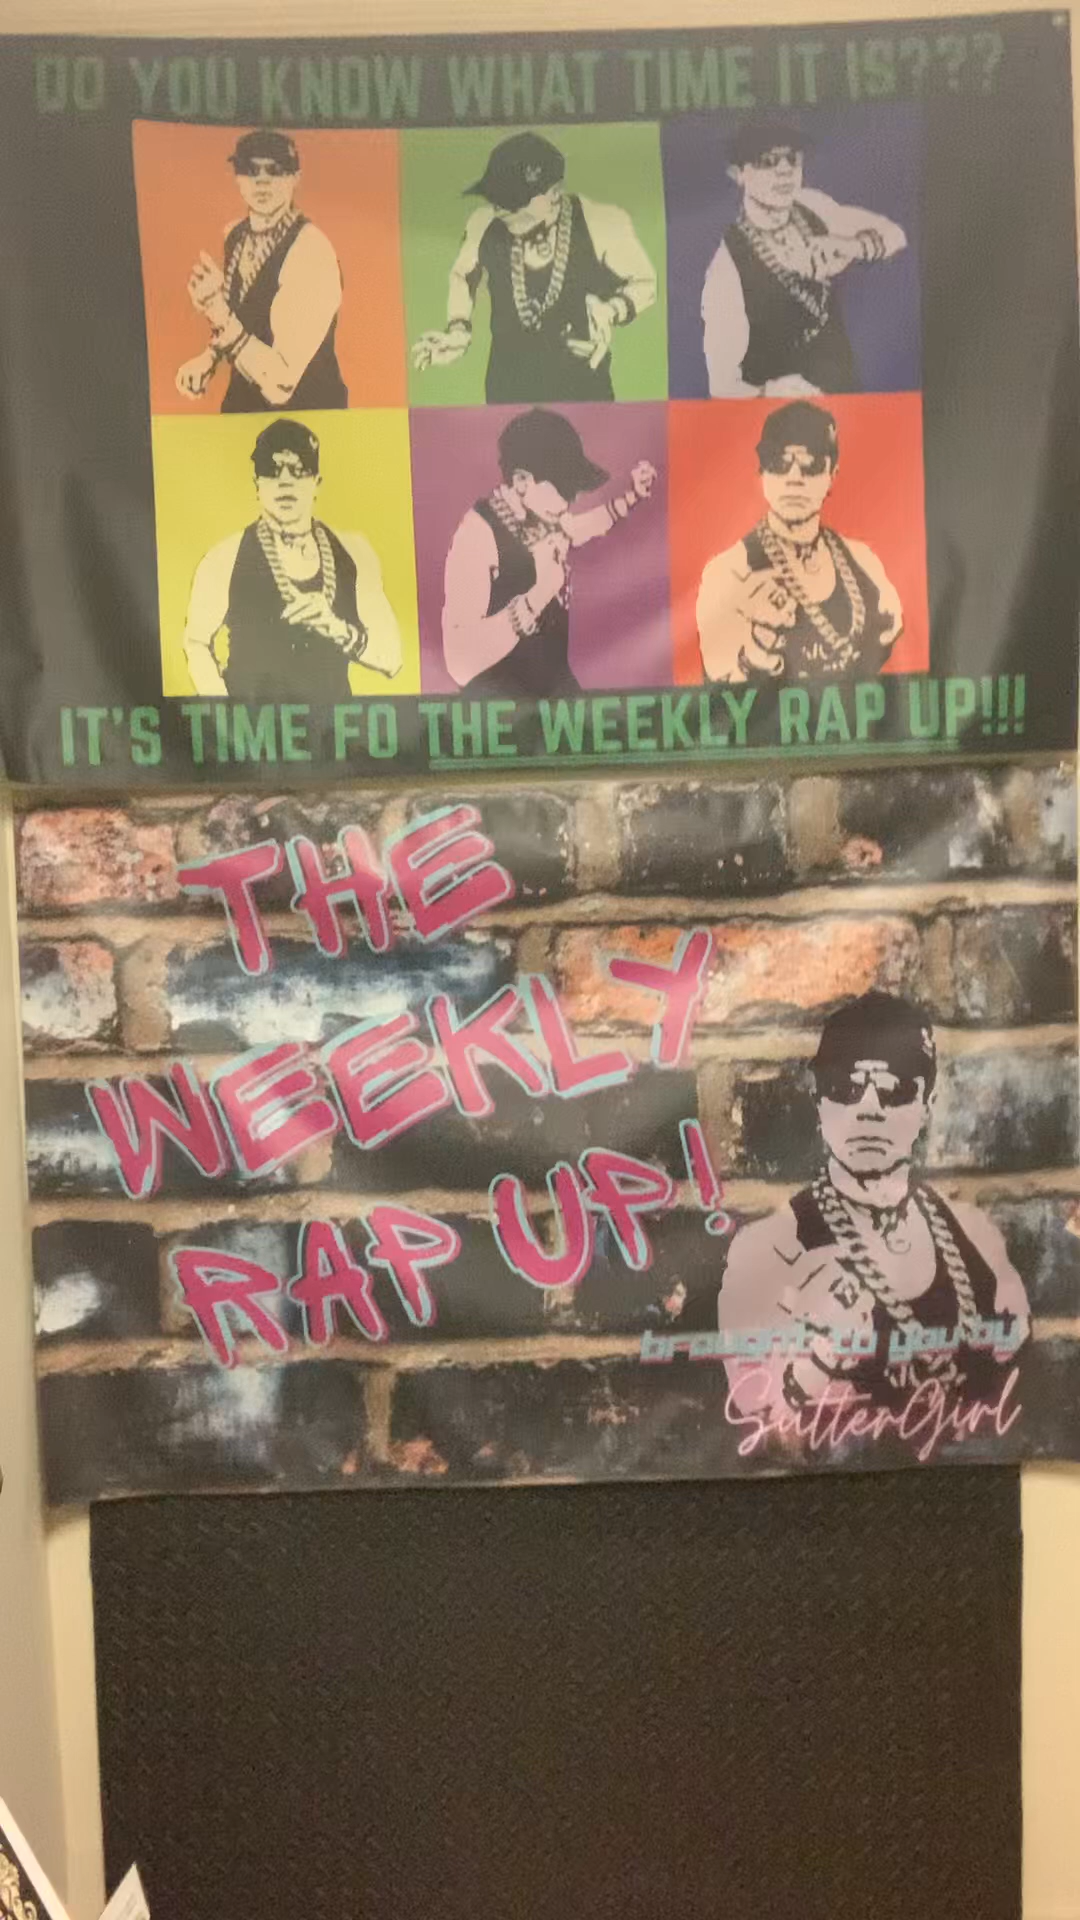 DO YOU KNOW WHAT TIME IT IS???
IT'S TIME FO THE WEEKLY RAP UP!!!
THE
WEEKLY
RAP UP!
brought to you by
SutterGirl